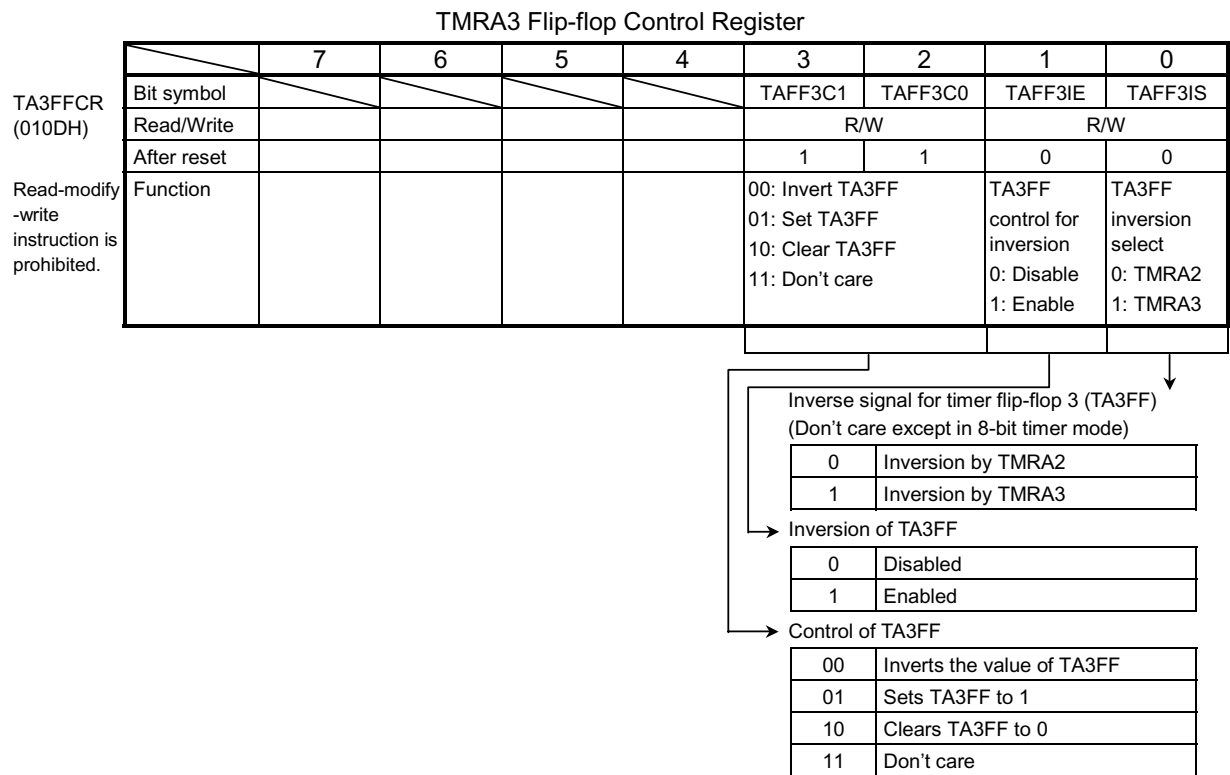 TMRA3 Flip-flop Control Register
7 6 5 4 3 2 1 0
TA3FFCR
(010DH)
Bit symbol TAFF3C1 TAFF3C0 TAFF3IE TAFF3IS
Read/Write R/W R/W
After reset 1 1 0 0
Read-modify
-write
instruction is
prohibited.
Function
00: Invert TA3FF
01: Set TA3FF
10: Clear TA3FF
11: Don't care
TA3FF
control for
inversion
0: Disable
1: Enable
TA3FF
inversion
select
0: TMRA2
1: TMRA3
Inverse signal for timer flip-flop 3 (TA3FF)
(Don't care except in 8-bit timer mode)
0 Inversion by TMRA2
1 Inversion by TMRA3
Inversion of TA3FF
0 Disabled
1 Enabled
Control of TA3FF
00 Inverts the value of TA3FF
01 Sets TA3FF to 1
10 Clears TA3FF to 0
11 Don't care